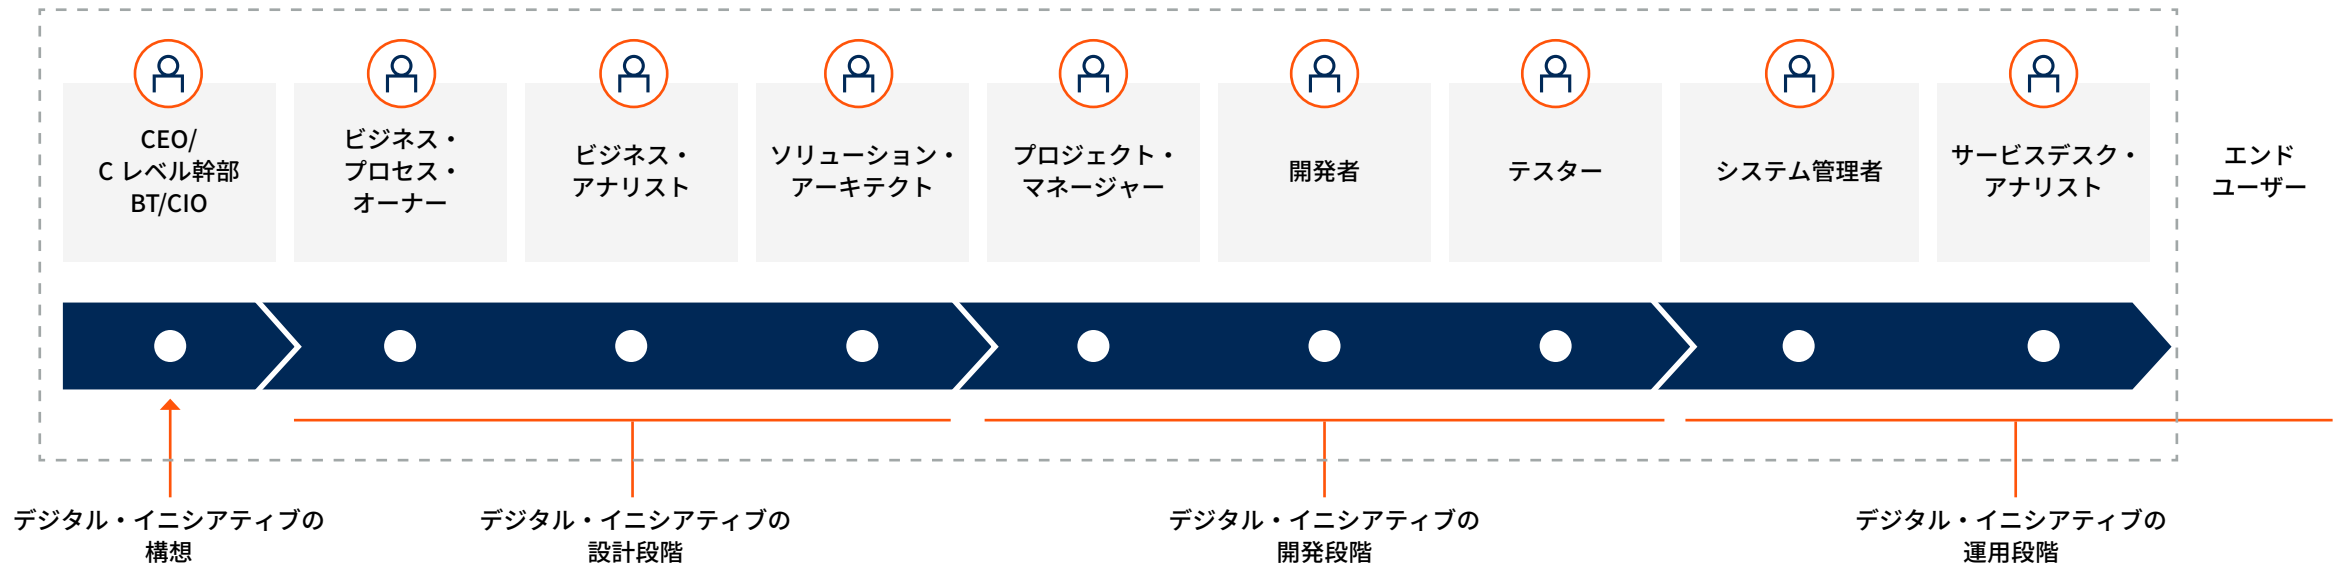 CEO/
C レベル幹部
BT/CIO
ビジネス・
プロセス・
オーナー
ビジネス・
アナリスト
ソリューション・
アーキテクト
プロジェクト・
マネージャー
開発者
テスター
システム管理者
サービスデスク・
アナリスト
エンド
ユーザー
デジタル・イニシアティブの
構想
デジタル・イニシアティブの
設計段階
デジタル・イニシアティブの
開発段階
デジタル・イニシアティブの
運用段階